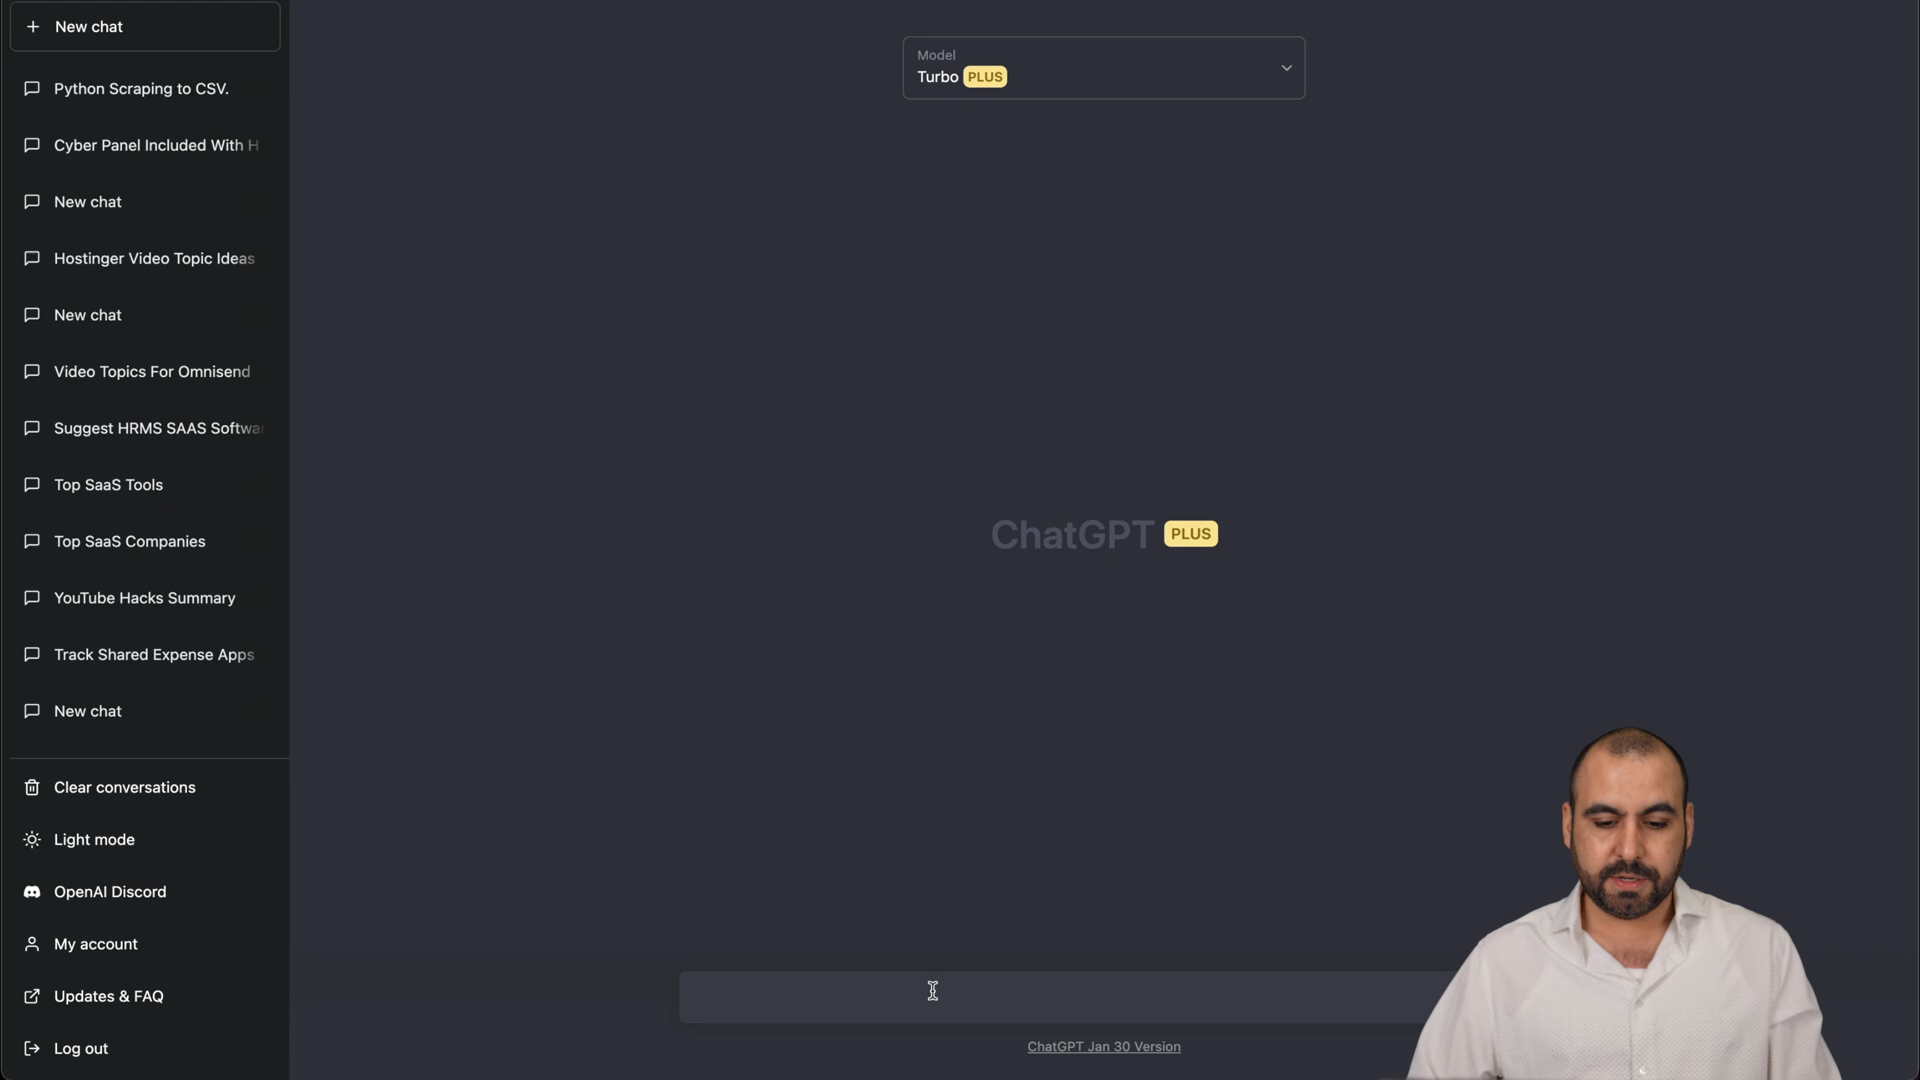 New chat
Python Scraping to CSV.
Cyber Panel Included With H
New chat
Hostinger Video Topic Ideas
New chat
Video Topics For Omnisend
Suggest HRMS SAAS Softwar
Top SaaS Tools
Top SaaS Companies
YouTube Hacks Summary
Track Shared Expense Apps
New chat
Clear conversations
Light mode
OpenAI Discord
My account
Updates & FAQ
Log out
Model
Turbo PLUS
ChatGPT PLUS
ChatGPT Jan 30 Version